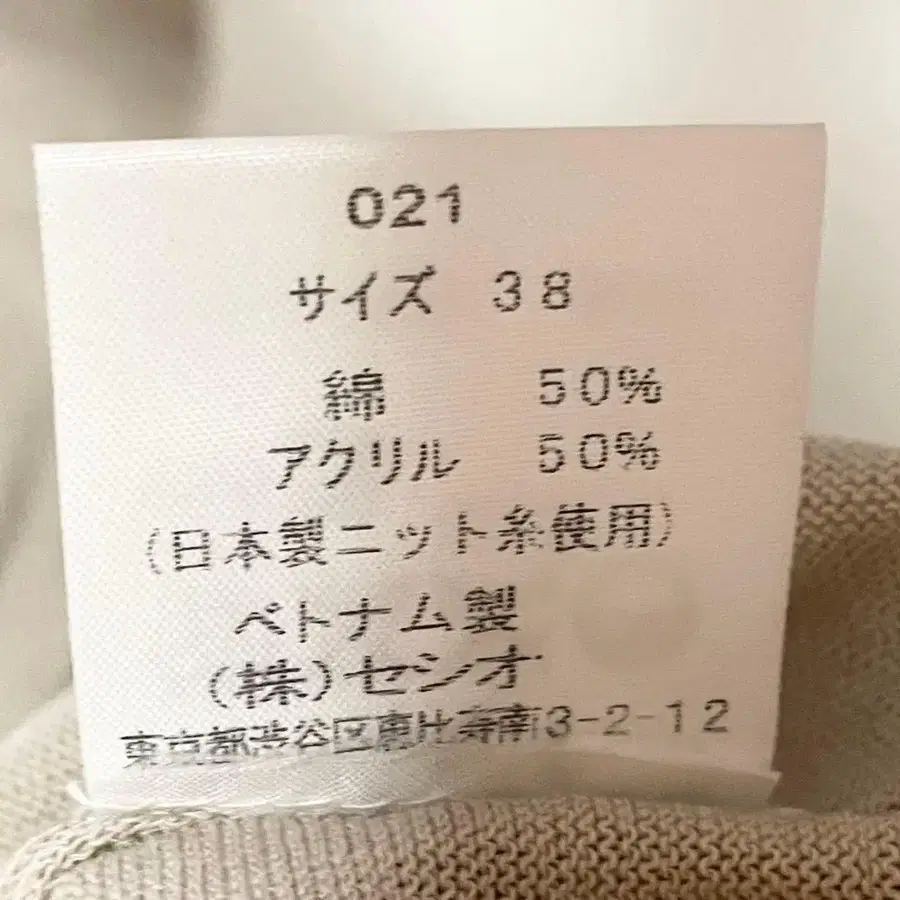 021
サイズ 38
綿 50%
アクリル 50%
(日本製ニット糸使用)
ベトナム製
(株)セシオ
東京都渋谷区恵比寿南3-2-12